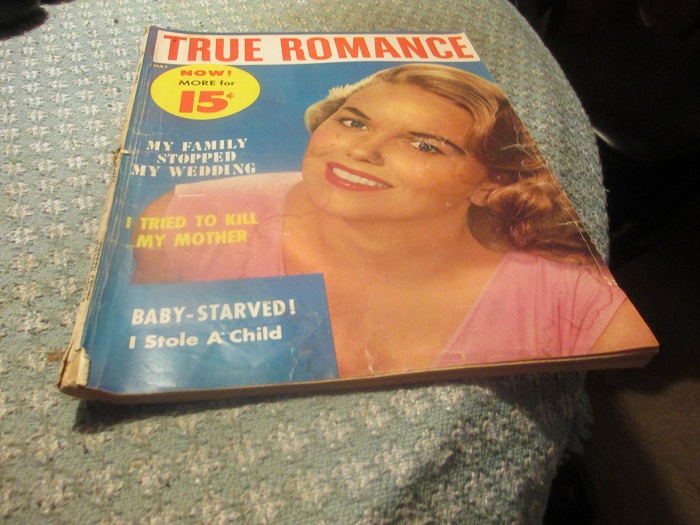 TRUE ROMANCE
MAY
NOW!
MORE for
15¢
MY FAMILY
STOPPED
MY WEDDING
I TRIED TO KILL
MY MOTHER
BABY-STARVED!
I Stole A Child